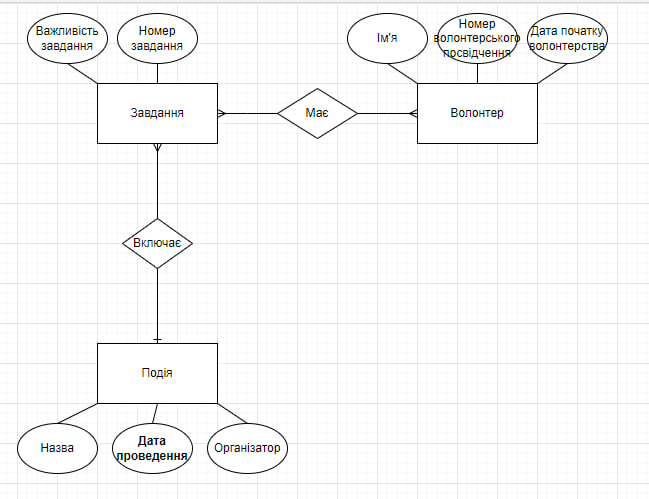 Важливість
завдання
Номер
завдання
Ім'я
Номер
волонтерського
посвідчення
Дата початку
волонтерства
Завдання
Має
Волонтер
Включає
Подія
Назва
Дата
проведення
Організатор